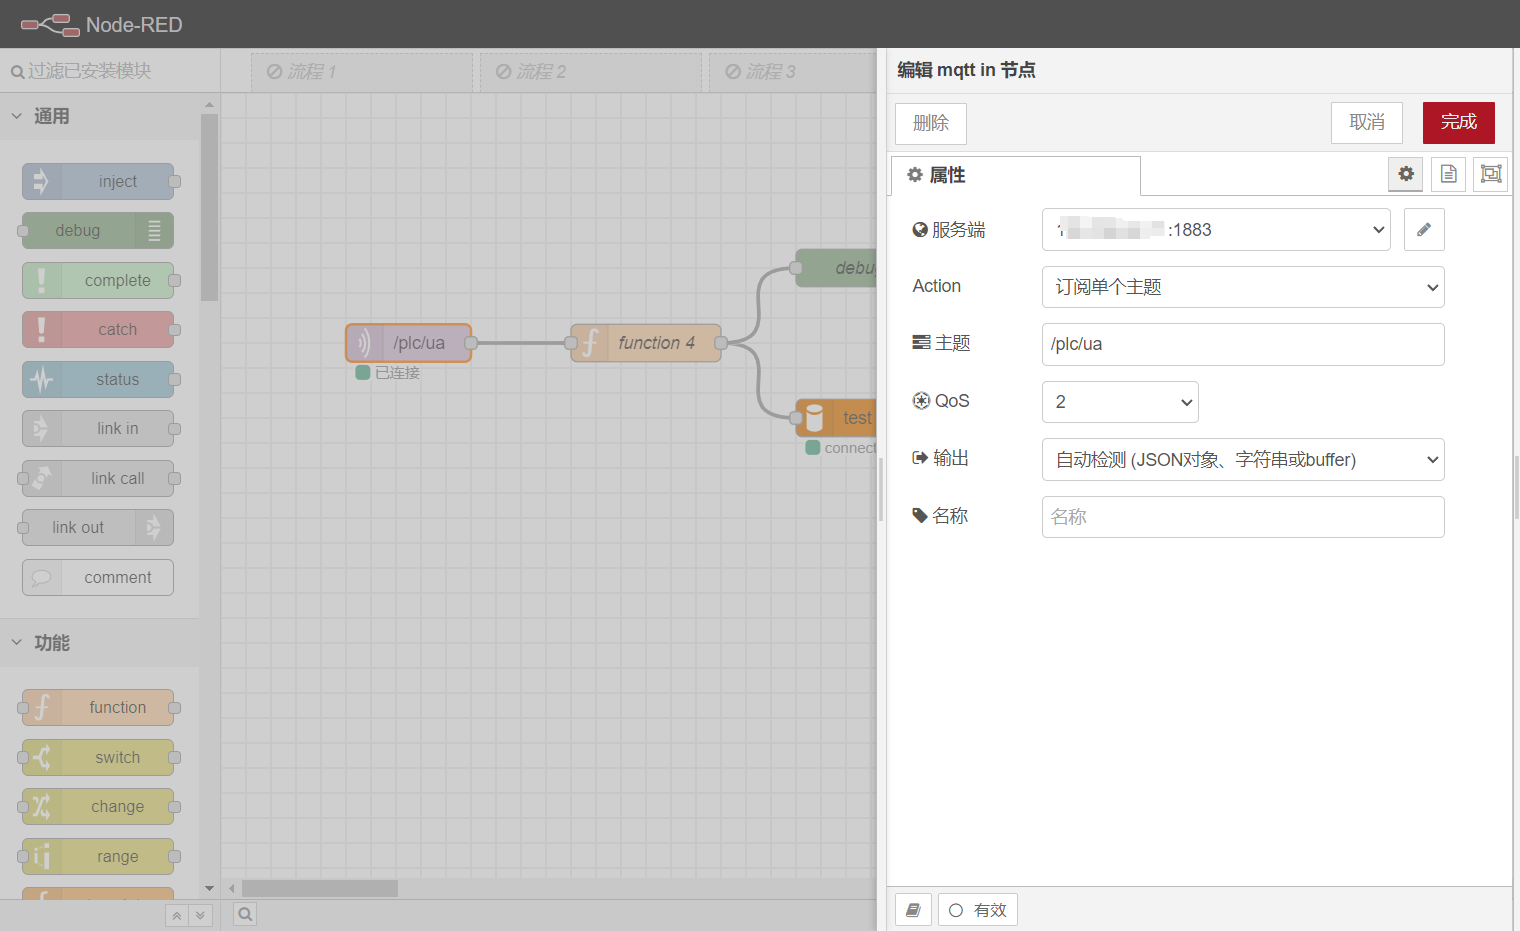 Node-RED
过滤已安装模块
流程 1
流程 2
流程 3
通用
inject
debug
complete
catch
status
link in
link call
link out
comment
功能
function
switch
change
range
/plc/ua
已连接
function 4
debu
test
connect
编辑 mqtt in 节点
删除
取消
完成
属性
服务端
:1883
Action
订阅单个主题
主题
/plc/ua
QoS
2
输出
自动检测 (JSON对象、字符串或buffer)
名称
名称
有效